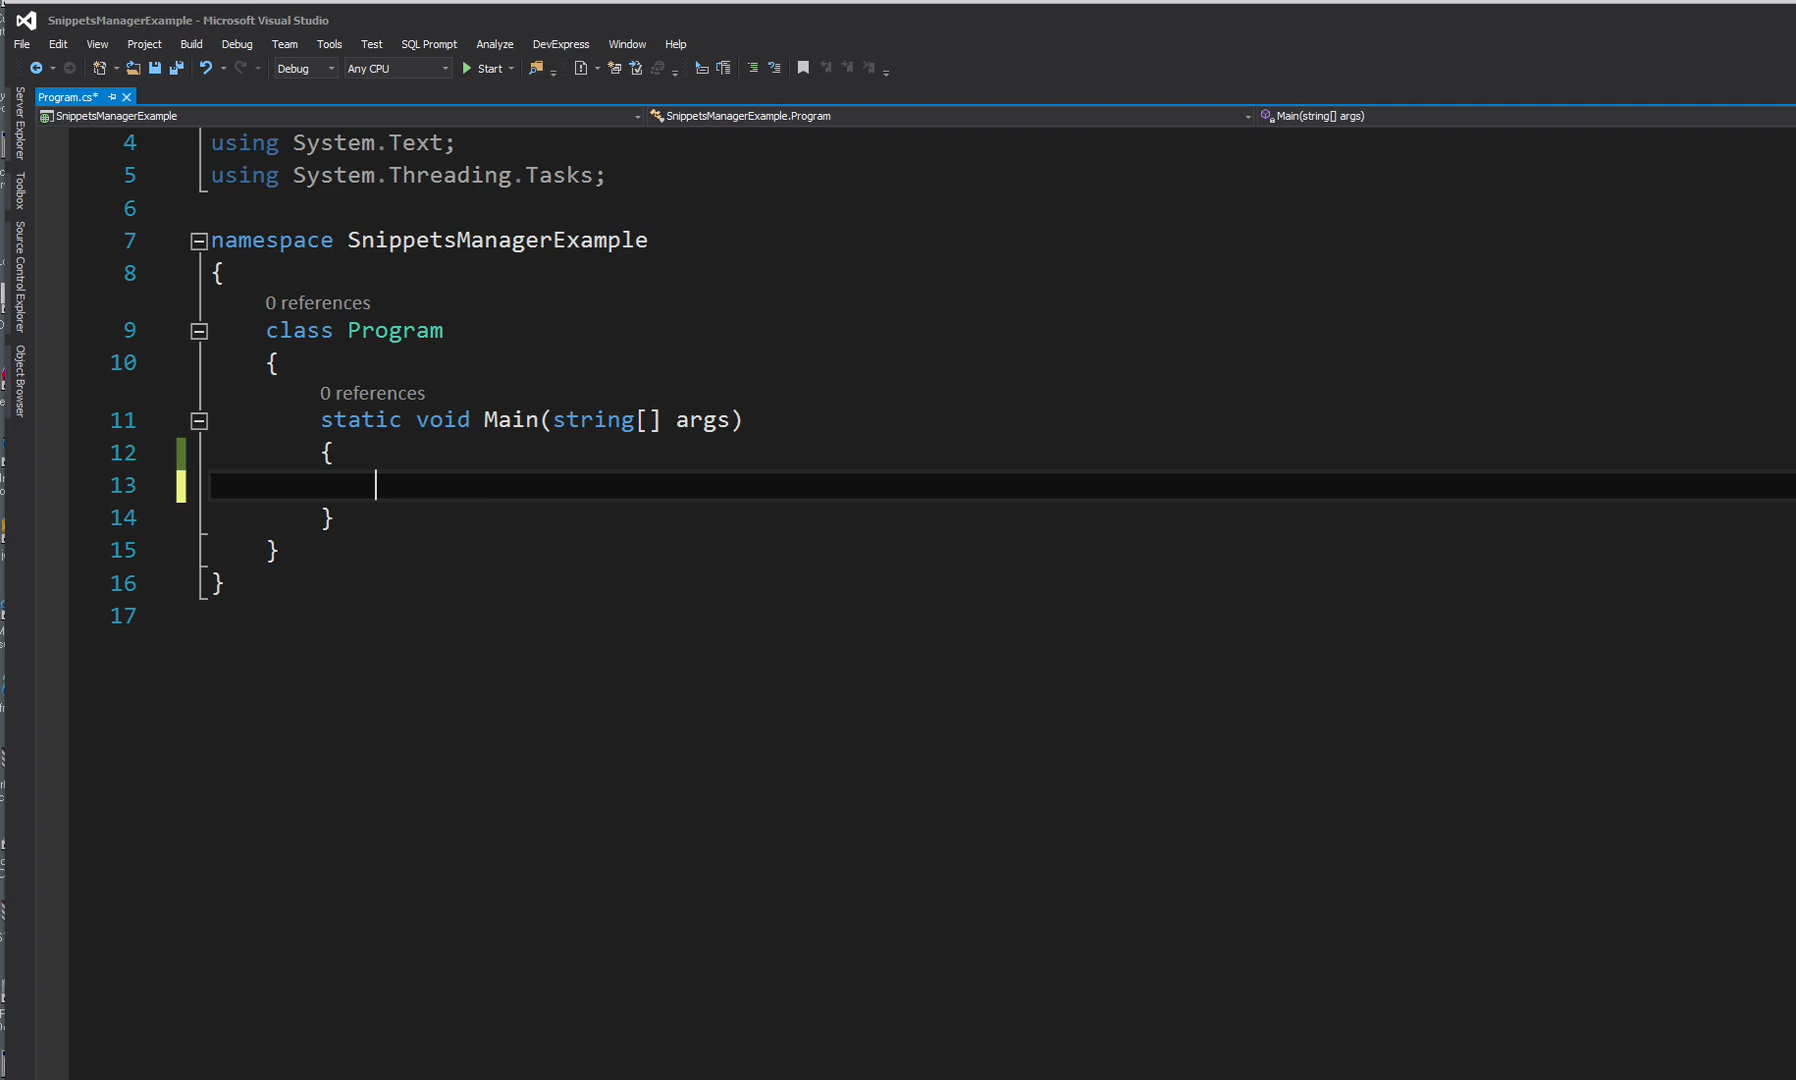 SnippetsManagerExample - Microsoft Visual Studio
File Edit View Project Build Debug Team Tools Test SQL Prompt Analyze DevExpress Window Help
Debug Any CPU Start
Program.cs*
SnippetsManagerExample SnippetsManagerExample.Program Main(string[] args)
Server Explorer
Toolbox
Source Control Explorer
Object Browser
4 using System.Text;
5 using System.Threading.Tasks;
6
7 namespace SnippetsManagerExample
8 {
0 references
9 class Program
10 {
0 references
11 static void Main(string[] args)
12 {
13
14 }
15 }
16 }
17